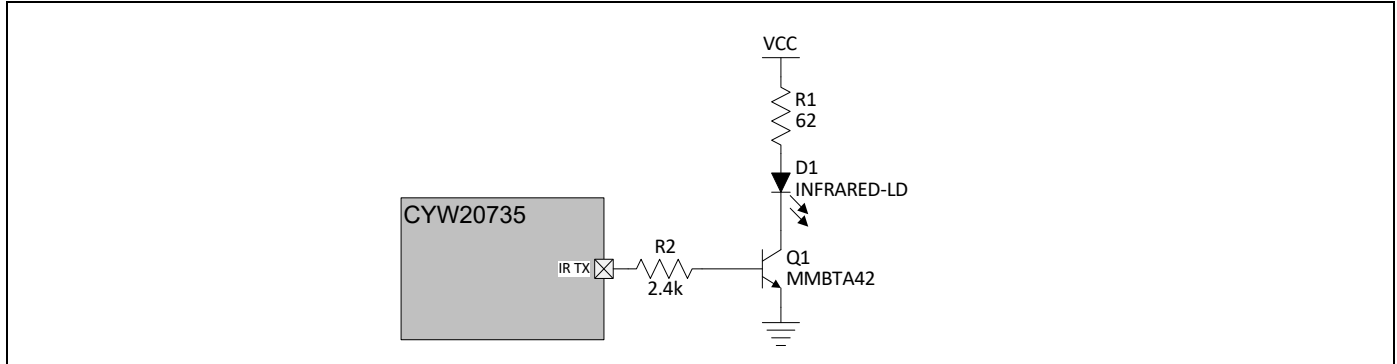 VCC
R1
62
D1
INFRARED-LD
CYW20735
IR TX
R2
2.4k
Q1
MMBTA42